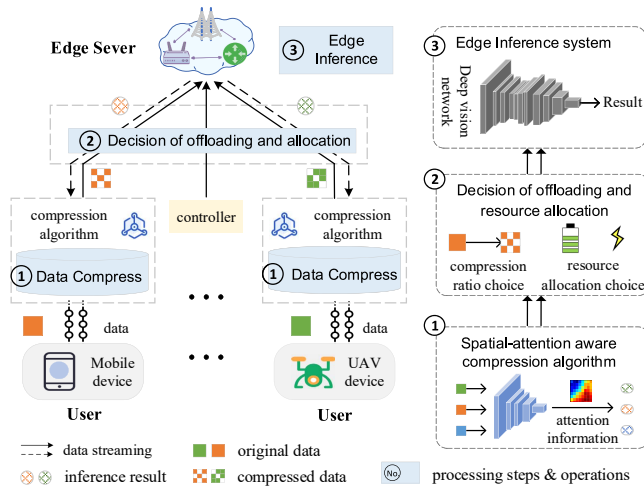 Edge Sever
3 Edge
Inference
2 Decision of offloading and allocation
compression
algorithm
controller
compression
algorithm
1 Data Compress
1 Data Compress
data
data
Mobile
device
UAV
device
User
User
data streaming
original data
inference result
compressed data
No. processing steps & operations
3 Edge Inference system
Deep vision
network
Result
2 Decision of offloading and
resource allocation
compression
ratio choice
resource
allocation choice
1 Spatial-attention aware
compression algorithm
attention
information